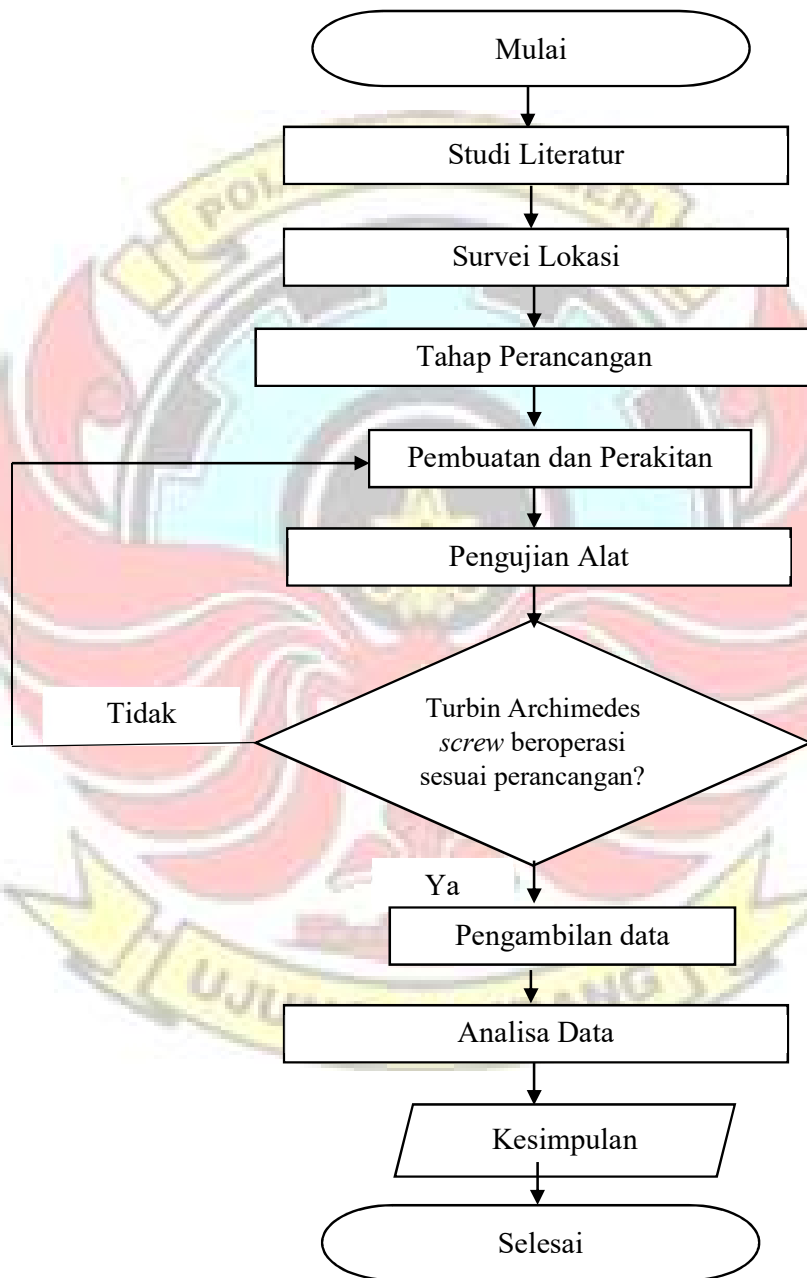 Mulai
Studi Literatur
Survei Lokasi
Tahap Perancangan
Pembuatan dan Perakitan
Pengujian Alat
Tidak
Turbin Archimedes
screw beroperasi
sesuai perancangan?
Ya
Pengambilan data
Analisa Data
Kesimpulan
Selesai